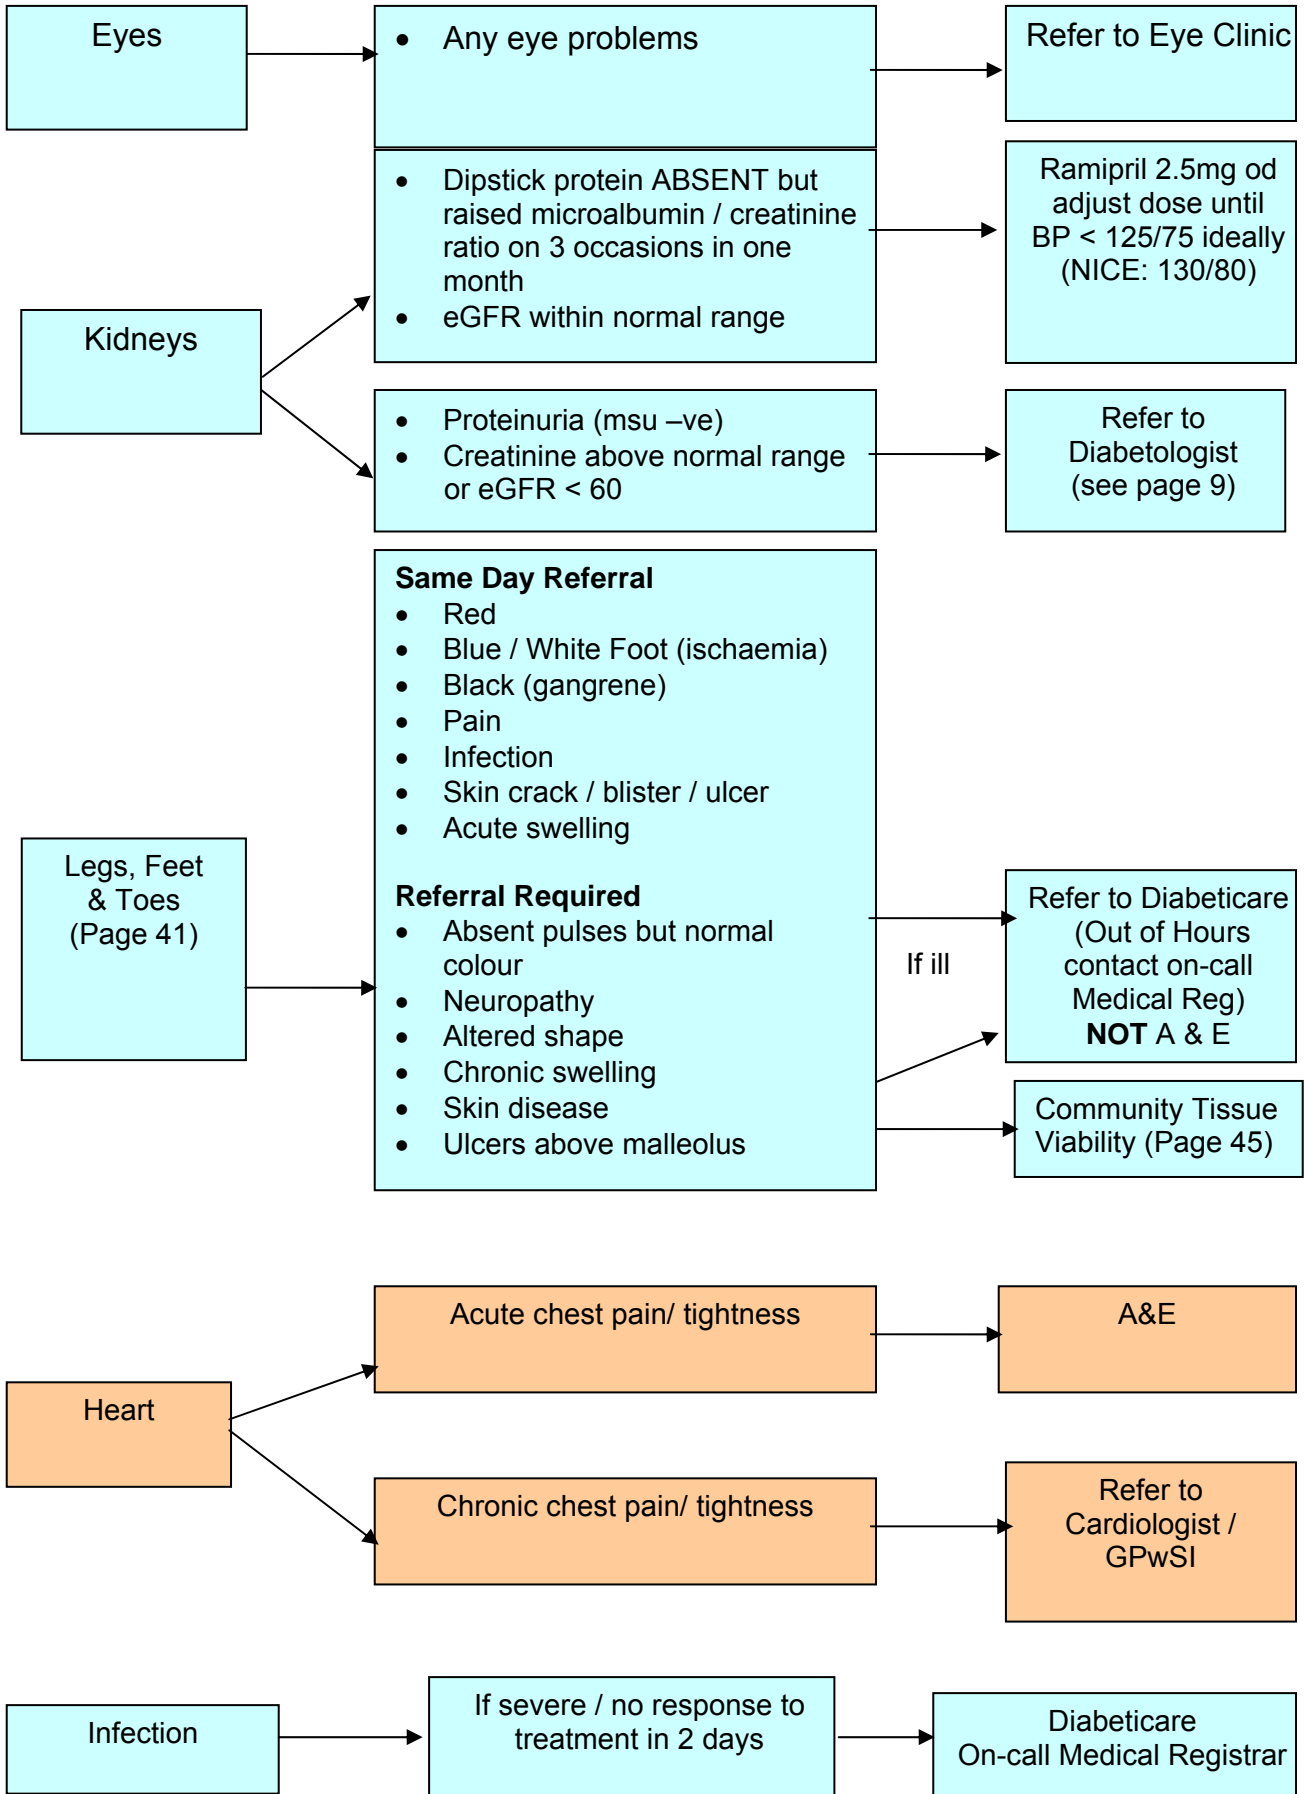 Eyes
• Any eye problems
Refer to Eye Clinic
Kidneys
• Dipstick protein ABSENT but
raised microalbumin / creatinine
ratio on 3 occasions in one
month
• eGFR within normal range
Ramipril 2.5mg od
adjust dose until
BP < 125/75 ideally
(NICE: 130/80)
• Proteinuria (msu –ve)
• Creatinine above normal range
or eGFR < 60
Refer to
Diabetologist
(see page 9)
Legs, Feet
& Toes
(Page 41)
Same Day Referral
• Red
• Blue / White Foot (ischaemia)
• Black (gangrene)
• Pain
• Infection
• Skin crack / blister / ulcer
• Acute swelling
Referral Required
• Absent pulses but normal
colour
• Neuropathy
• Altered shape
• Chronic swelling
• Skin disease
• Ulcers above malleolus
If ill
Refer to Diabeticare
(Out of Hours
contact on-call
Medical Reg)
NOT A & E
Community Tissue
Viability (Page 45)
Heart
Acute chest pain/ tightness
A&E
Chronic chest pain/ tightness
Refer to
Cardiologist /
GPwSI
Infection
If severe / no response to
treatment in 2 days
Diabeticare
On-call Medical Registrar